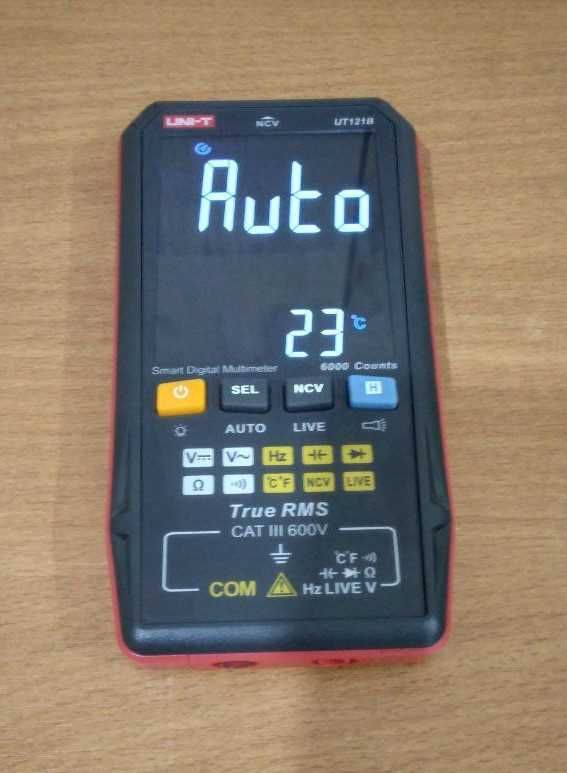 UNI-T NCV UT121B
Auto
23 °C
Smart Digital Multimeter 6000 Counts
SEL NCV H
AUTO LIVE
V V~ Hz
Ω °C°F NCV LIVE
True RMS
CAT III 600V
°C°F
Ω
COM Hz LIVE V